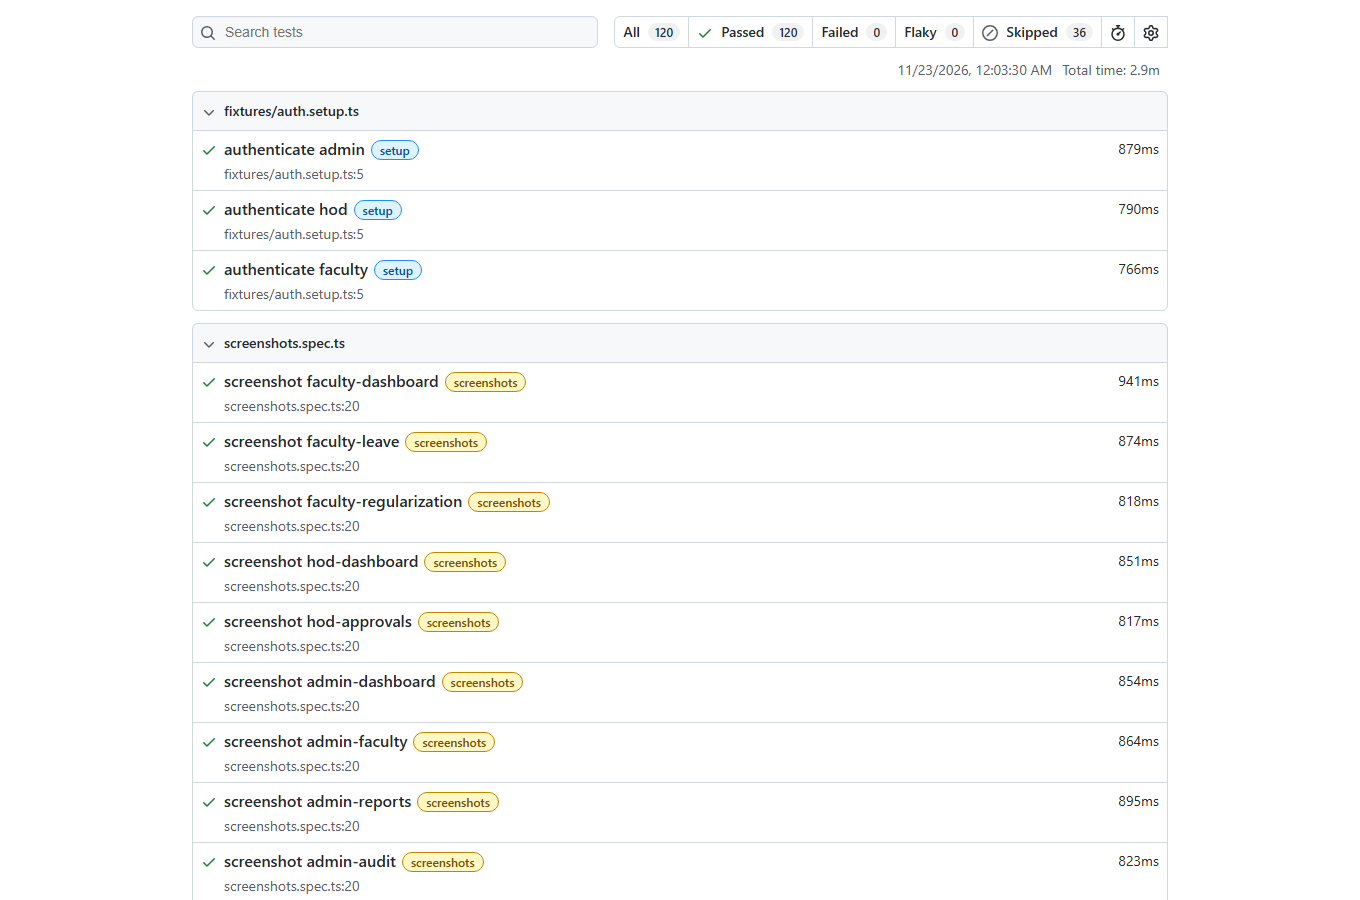 Search tests
All 120 Passed 120 Failed 0 Flaky 0 Skipped 36
11/23/2026, 12:03:30 AM Total time: 2.9m
fixtures/auth.setup.ts
authenticate admin setup 879ms
fixtures/auth.setup.ts:5
authenticate hod setup 790ms
fixtures/auth.setup.ts:5
authenticate faculty setup 766ms
fixtures/auth.setup.ts:5
screenshots.spec.ts
screenshot faculty-dashboard screenshots 941ms
screenshots.spec.ts:20
screenshot faculty-leave screenshots 874ms
screenshots.spec.ts:20
screenshot faculty-regularization screenshots 818ms
screenshots.spec.ts:20
screenshot hod-dashboard screenshots 851ms
screenshots.spec.ts:20
screenshot hod-approvals screenshots 817ms
screenshots.spec.ts:20
screenshot admin-dashboard screenshots 854ms
screenshots.spec.ts:20
screenshot admin-faculty screenshots 864ms
screenshots.spec.ts:20
screenshot admin-reports screenshots 895ms
screenshots.spec.ts:20
screenshot admin-audit screenshots 823ms
screenshots.spec.ts:20